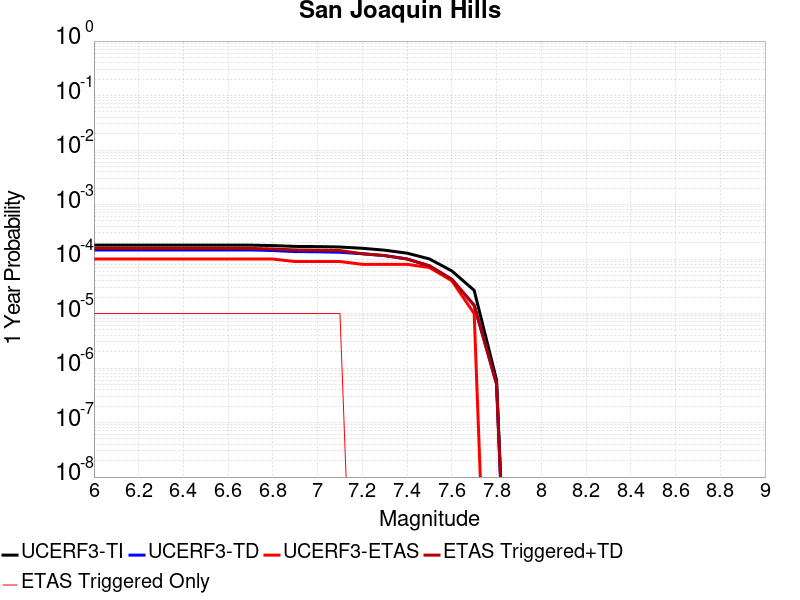 San Joaquin Hills
1 Year Probability
10^0
10^-1
10^-2
10^-3
10^-4
10^-5
10^-6
10^-7
10^-8
6 6.2 6.4 6.6 6.8 7 7.2 7.4 7.6 7.8 8 8.2 8.4 8.6 8.8 9
Magnitude
UCERF3-TI UCERF3-TD UCERF3-ETAS ETAS Triggered+TD
ETAS Triggered Only